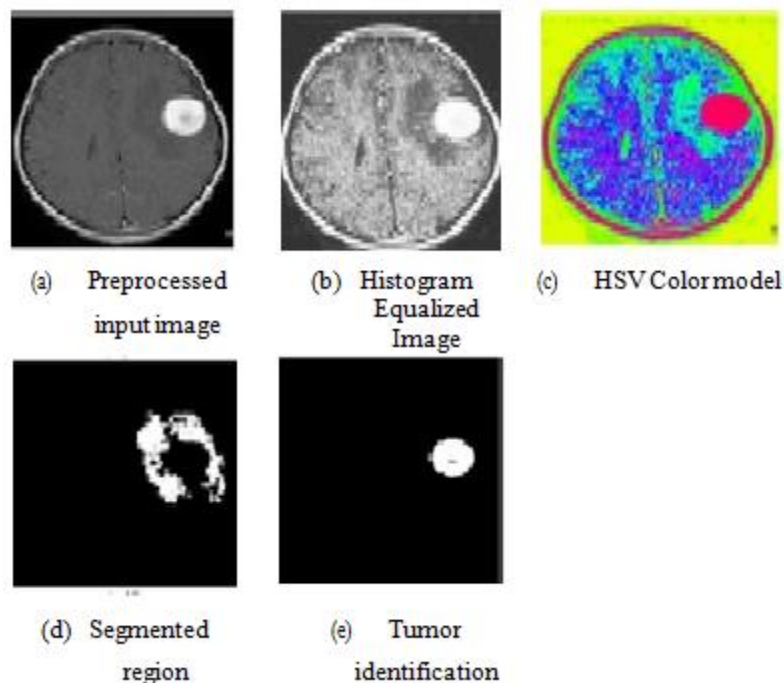 (a) Preprocessed
input image
(b) Histogram
Equalized
Image
(c) HSV Color model
(d) Segmented
region
(e) Tumor
identification